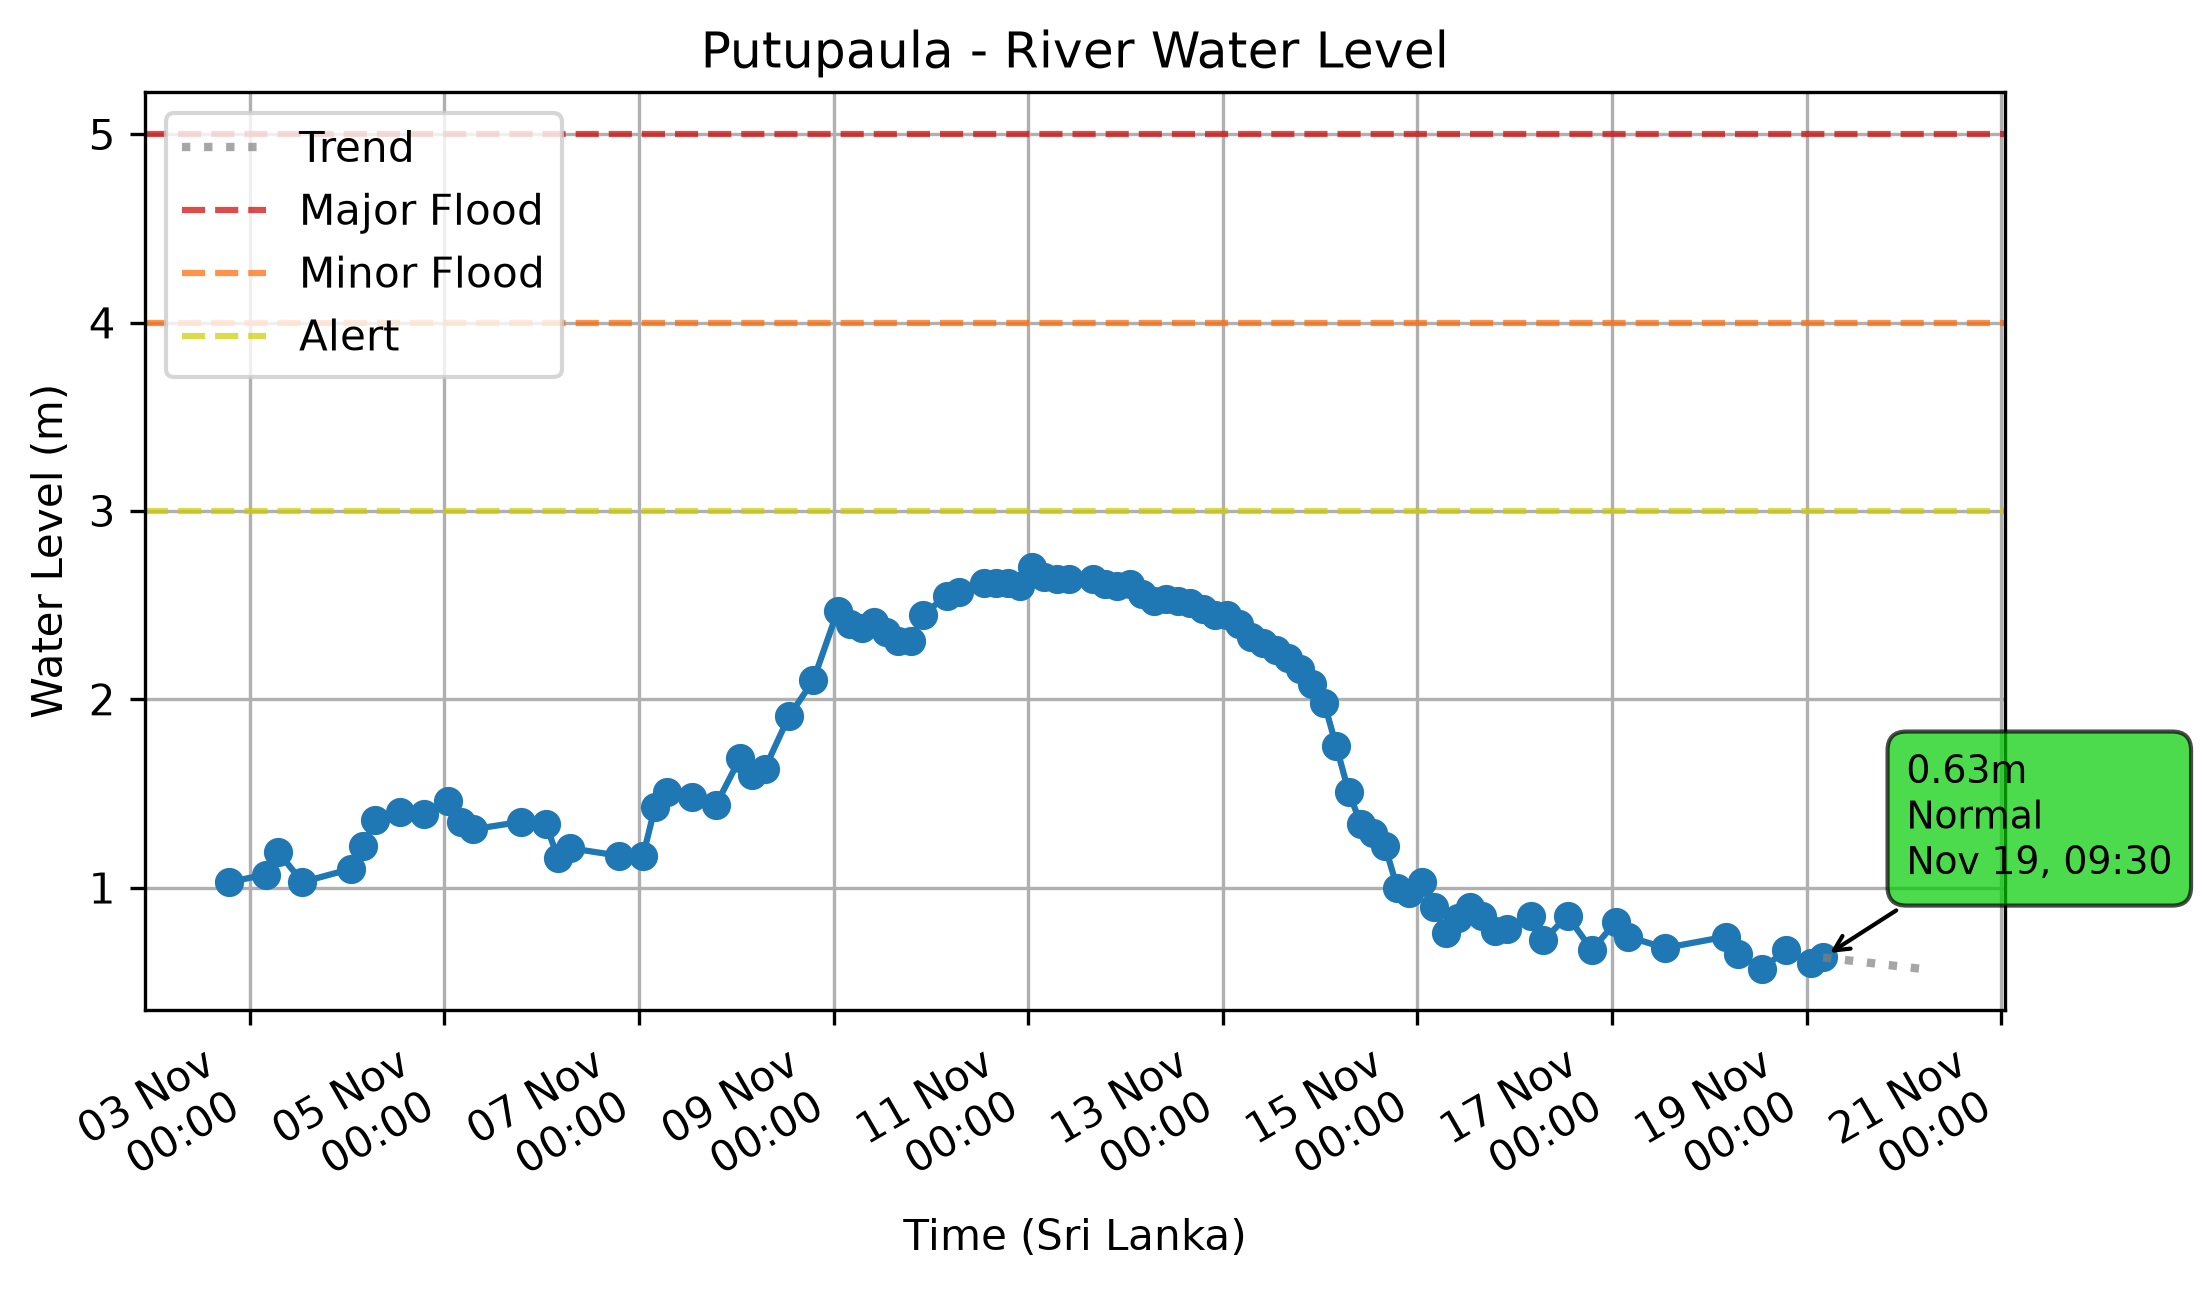 Putupaula - River Water Level
Trend
Major Flood
Minor Flood
Alert
5
4
3
2
1
Water Level (m)
0.63m
Normal
Nov 19, 09:30
03 Nov
00:00
05 Nov
00:00
07 Nov
00:00
09 Nov
00:00
11 Nov
00:00
13 Nov
00:00
15 Nov
00:00
17 Nov
00:00
19 Nov
00:00
21 Nov
00:00
Time (Sri Lanka)